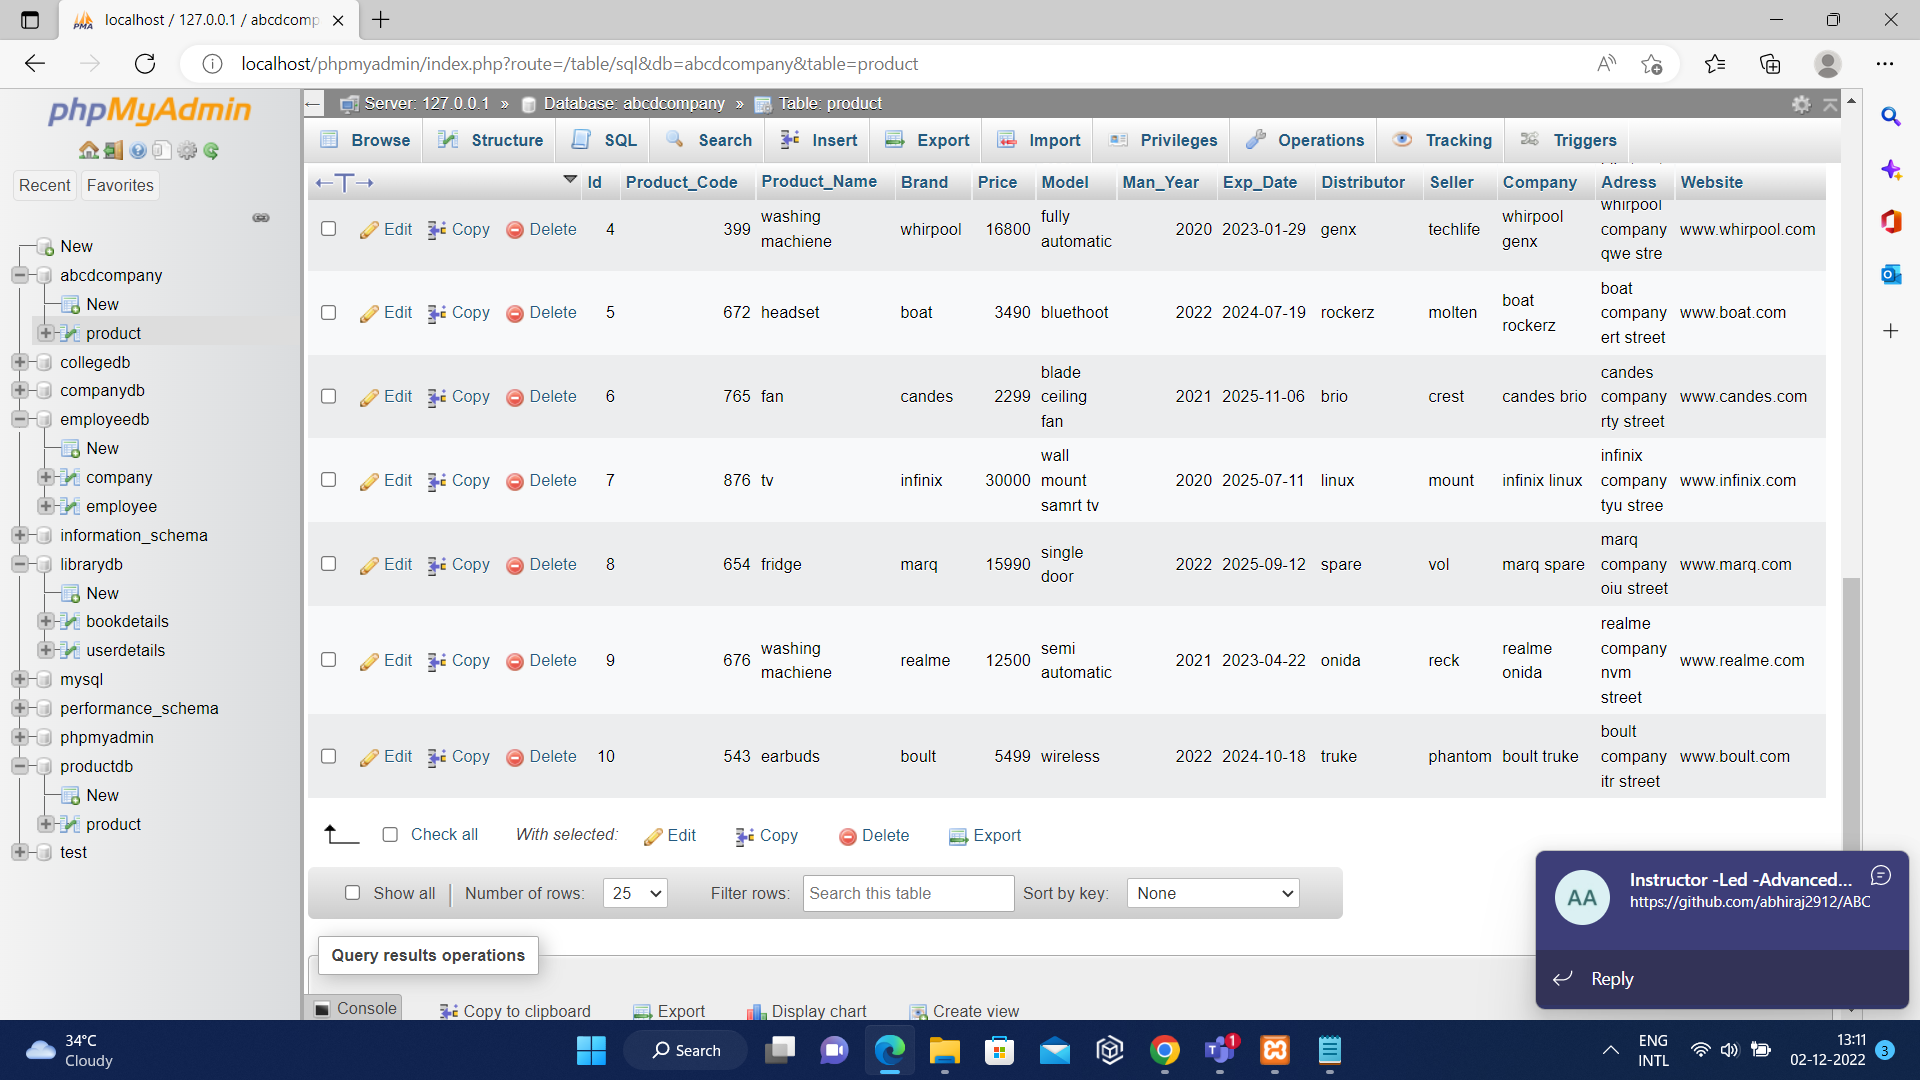 localhost / 127.0.0.1 / abcdcomp
localhost/phpmyadmin/index.php?route=/table/sql&db=abcdcompany&table=product
phpMyAdmin
Recent Favorites
New
abcdcompany
New
product
collegedb
companydb
employeedb
New
company
employee
information_schema
librarydb
New
bookdetails
userdetails
mysql
performance_schema
phpmyadmin
productdb
New
product
test
Server: 127.0.0.1 » Database: abcdcompany » Table: product
Browse Structure SQL Search Insert Export Import Privileges Operations Tracking Triggers
Id Product_Code Product_Name Brand Price Model Man_Year Exp_Date Distributor Seller Company Adress Website
Edit Copy Delete 4 399 washing machiene whirpool 16800 fully automatic 2020 2023-01-29 genx techlife whirpool genx whirpool company qwe stre www.whirpool.com
Edit Copy Delete 5 672 headset boat 3490 bluethoot 2022 2024-07-19 rockerz molten boat rockerz boat company ert street www.boat.com
Edit Copy Delete 6 765 fan candes 2299 blade ceiling fan 2021 2025-11-06 brio crest candes brio candes company rty street www.candes.com
Edit Copy Delete 7 876 tv infinix 30000 wall mount samrt tv 2020 2025-07-11 linux mount infinix linux infinix company tyu stree www.infinix.com
Edit Copy Delete 8 654 fridge marq 15990 single door 2022 2025-09-12 spare vol marq spare marq company oiu street www.marq.com
Edit Copy Delete 9 676 washing machiene realme 12500 semi automatic 2021 2023-04-22 onida reck realme onida realme company nvm street www.realme.com
Edit Copy Delete 10 543 earbuds boult 5499 wireless 2022 2024-10-18 truke phantom boult truke boult company itr street www.boult.com
Check all With selected: Edit Copy Delete Export
Show all Number of rows: 25 Filter rows: Search this table Sort by key: None
Query results operations
Console Copy to clipboard Export Display chart Create view
AA
Instructor -Led -Advanced...
https://github.com/abhiraj2912/ABC
Reply
34°C
Cloudy
Search
1
ENG
INTL
13:11
02-12-2022
3